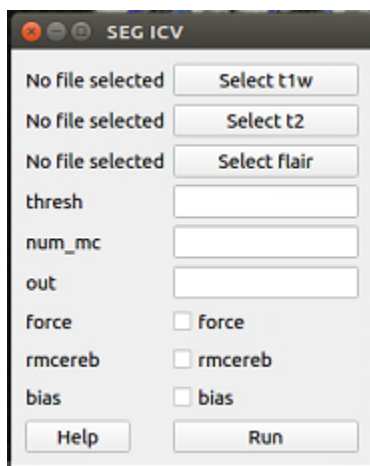 SEG ICV
No file selected Select t1w
No file selected Select t2
No file selected Select flair
thresh
num_mc
out
force force
rmcereb rmcereb
bias bias
Help Run